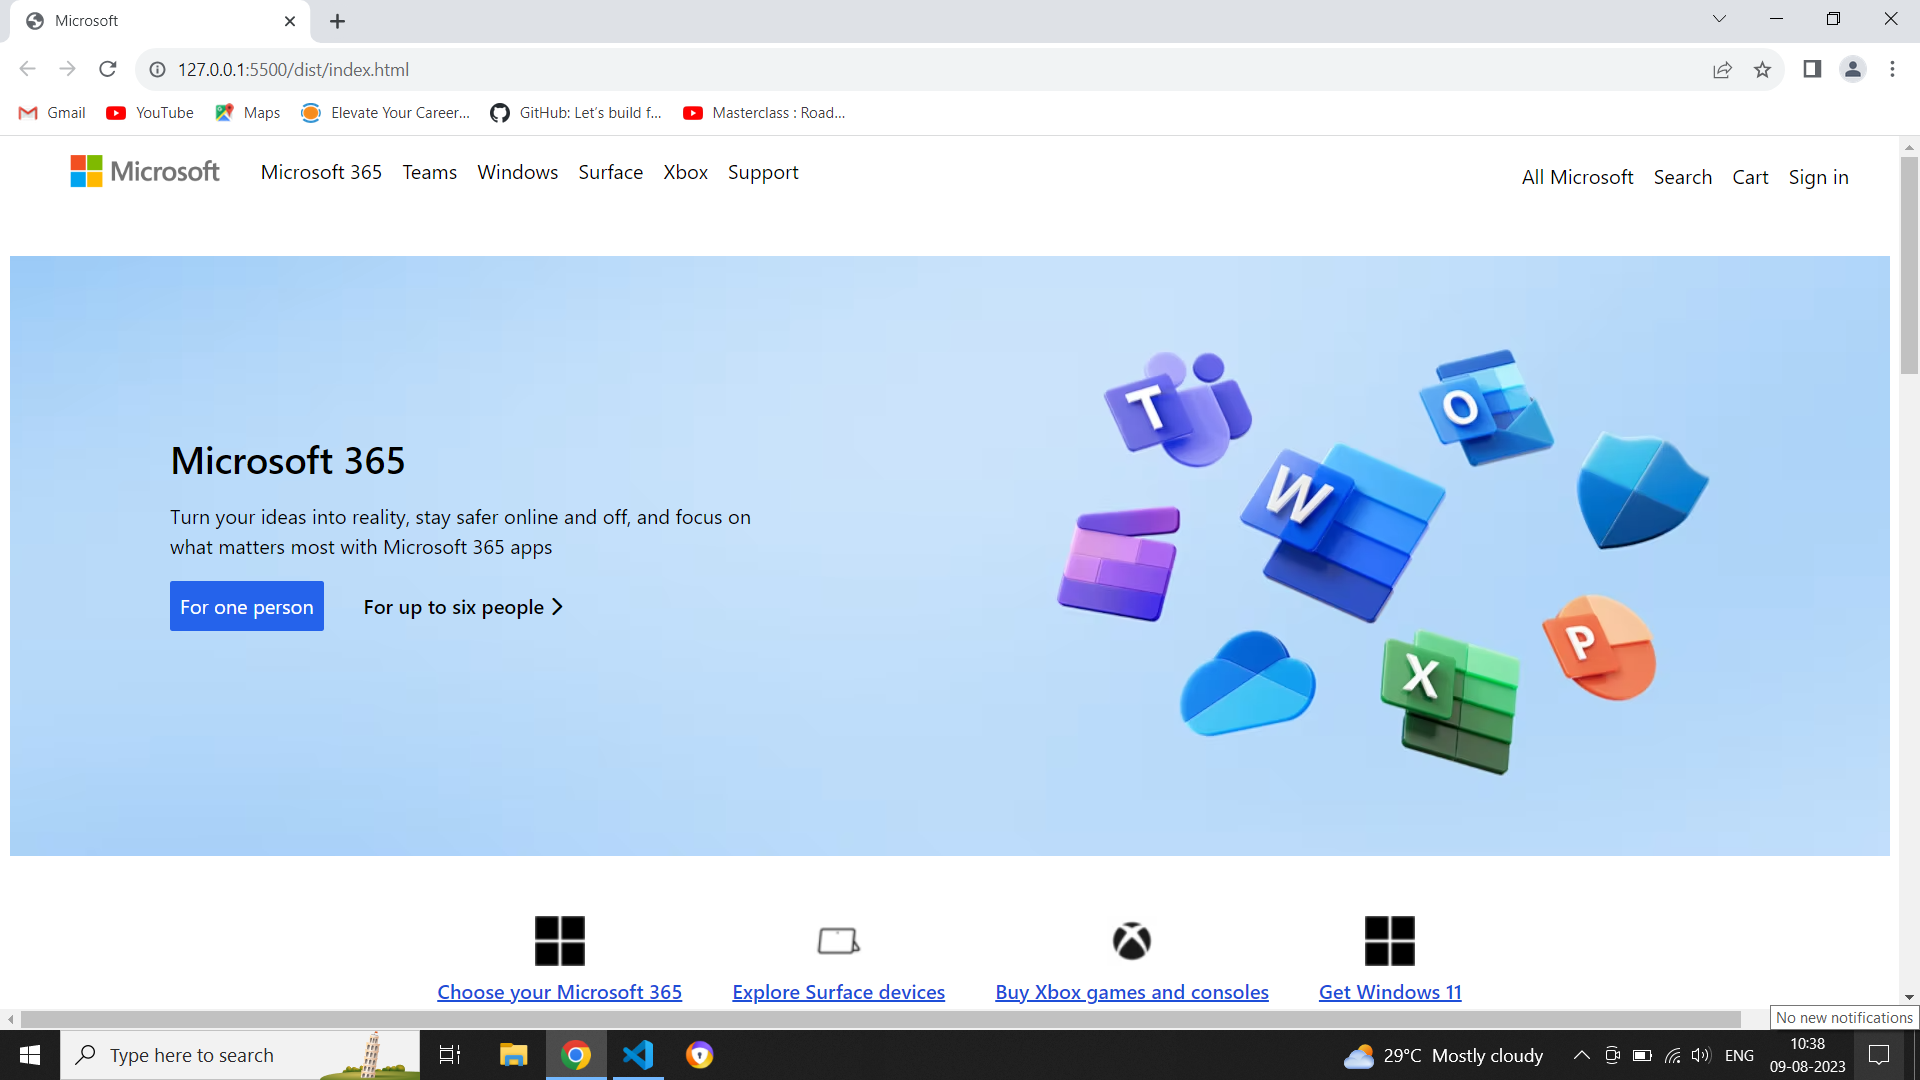 Microsoft
127.0.0.1:5500/dist/index.html
Gmail YouTube Maps Elevate Your Career... GitHub: Let's build f... Masterclass : Road...
Microsoft Microsoft 365 Teams Windows Surface Xbox Support All Microsoft Search Cart Sign in
Microsoft 365
Turn your ideas into reality, stay safer online and off, and focus on
what matters most with Microsoft 365 apps
For one person For up to six people
T
O
W
P
X
Choose your Microsoft 365 Explore Surface devices Buy Xbox games and consoles Get Windows 11
No new notifications
Type here to search 29°C Mostly cloudy ENG 10:38
09-08-2023